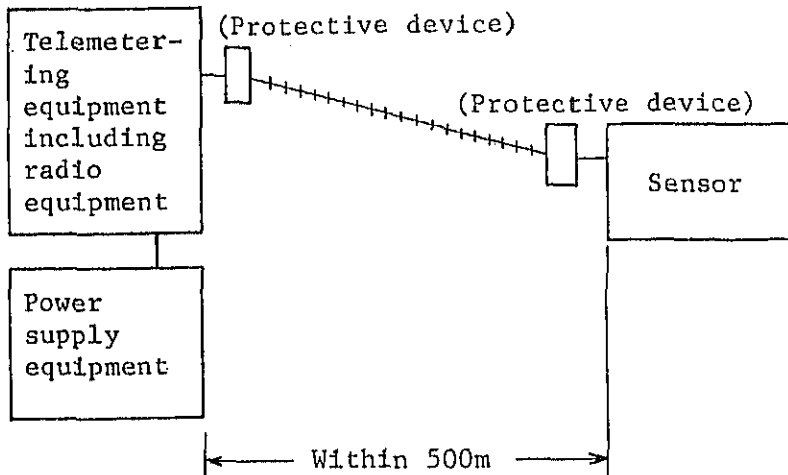 (Protective device)
Telemeter-
ing
equipment
including
radio
equipment
(Protective device)
Sensor
Power
supply
equipment
Within 500m